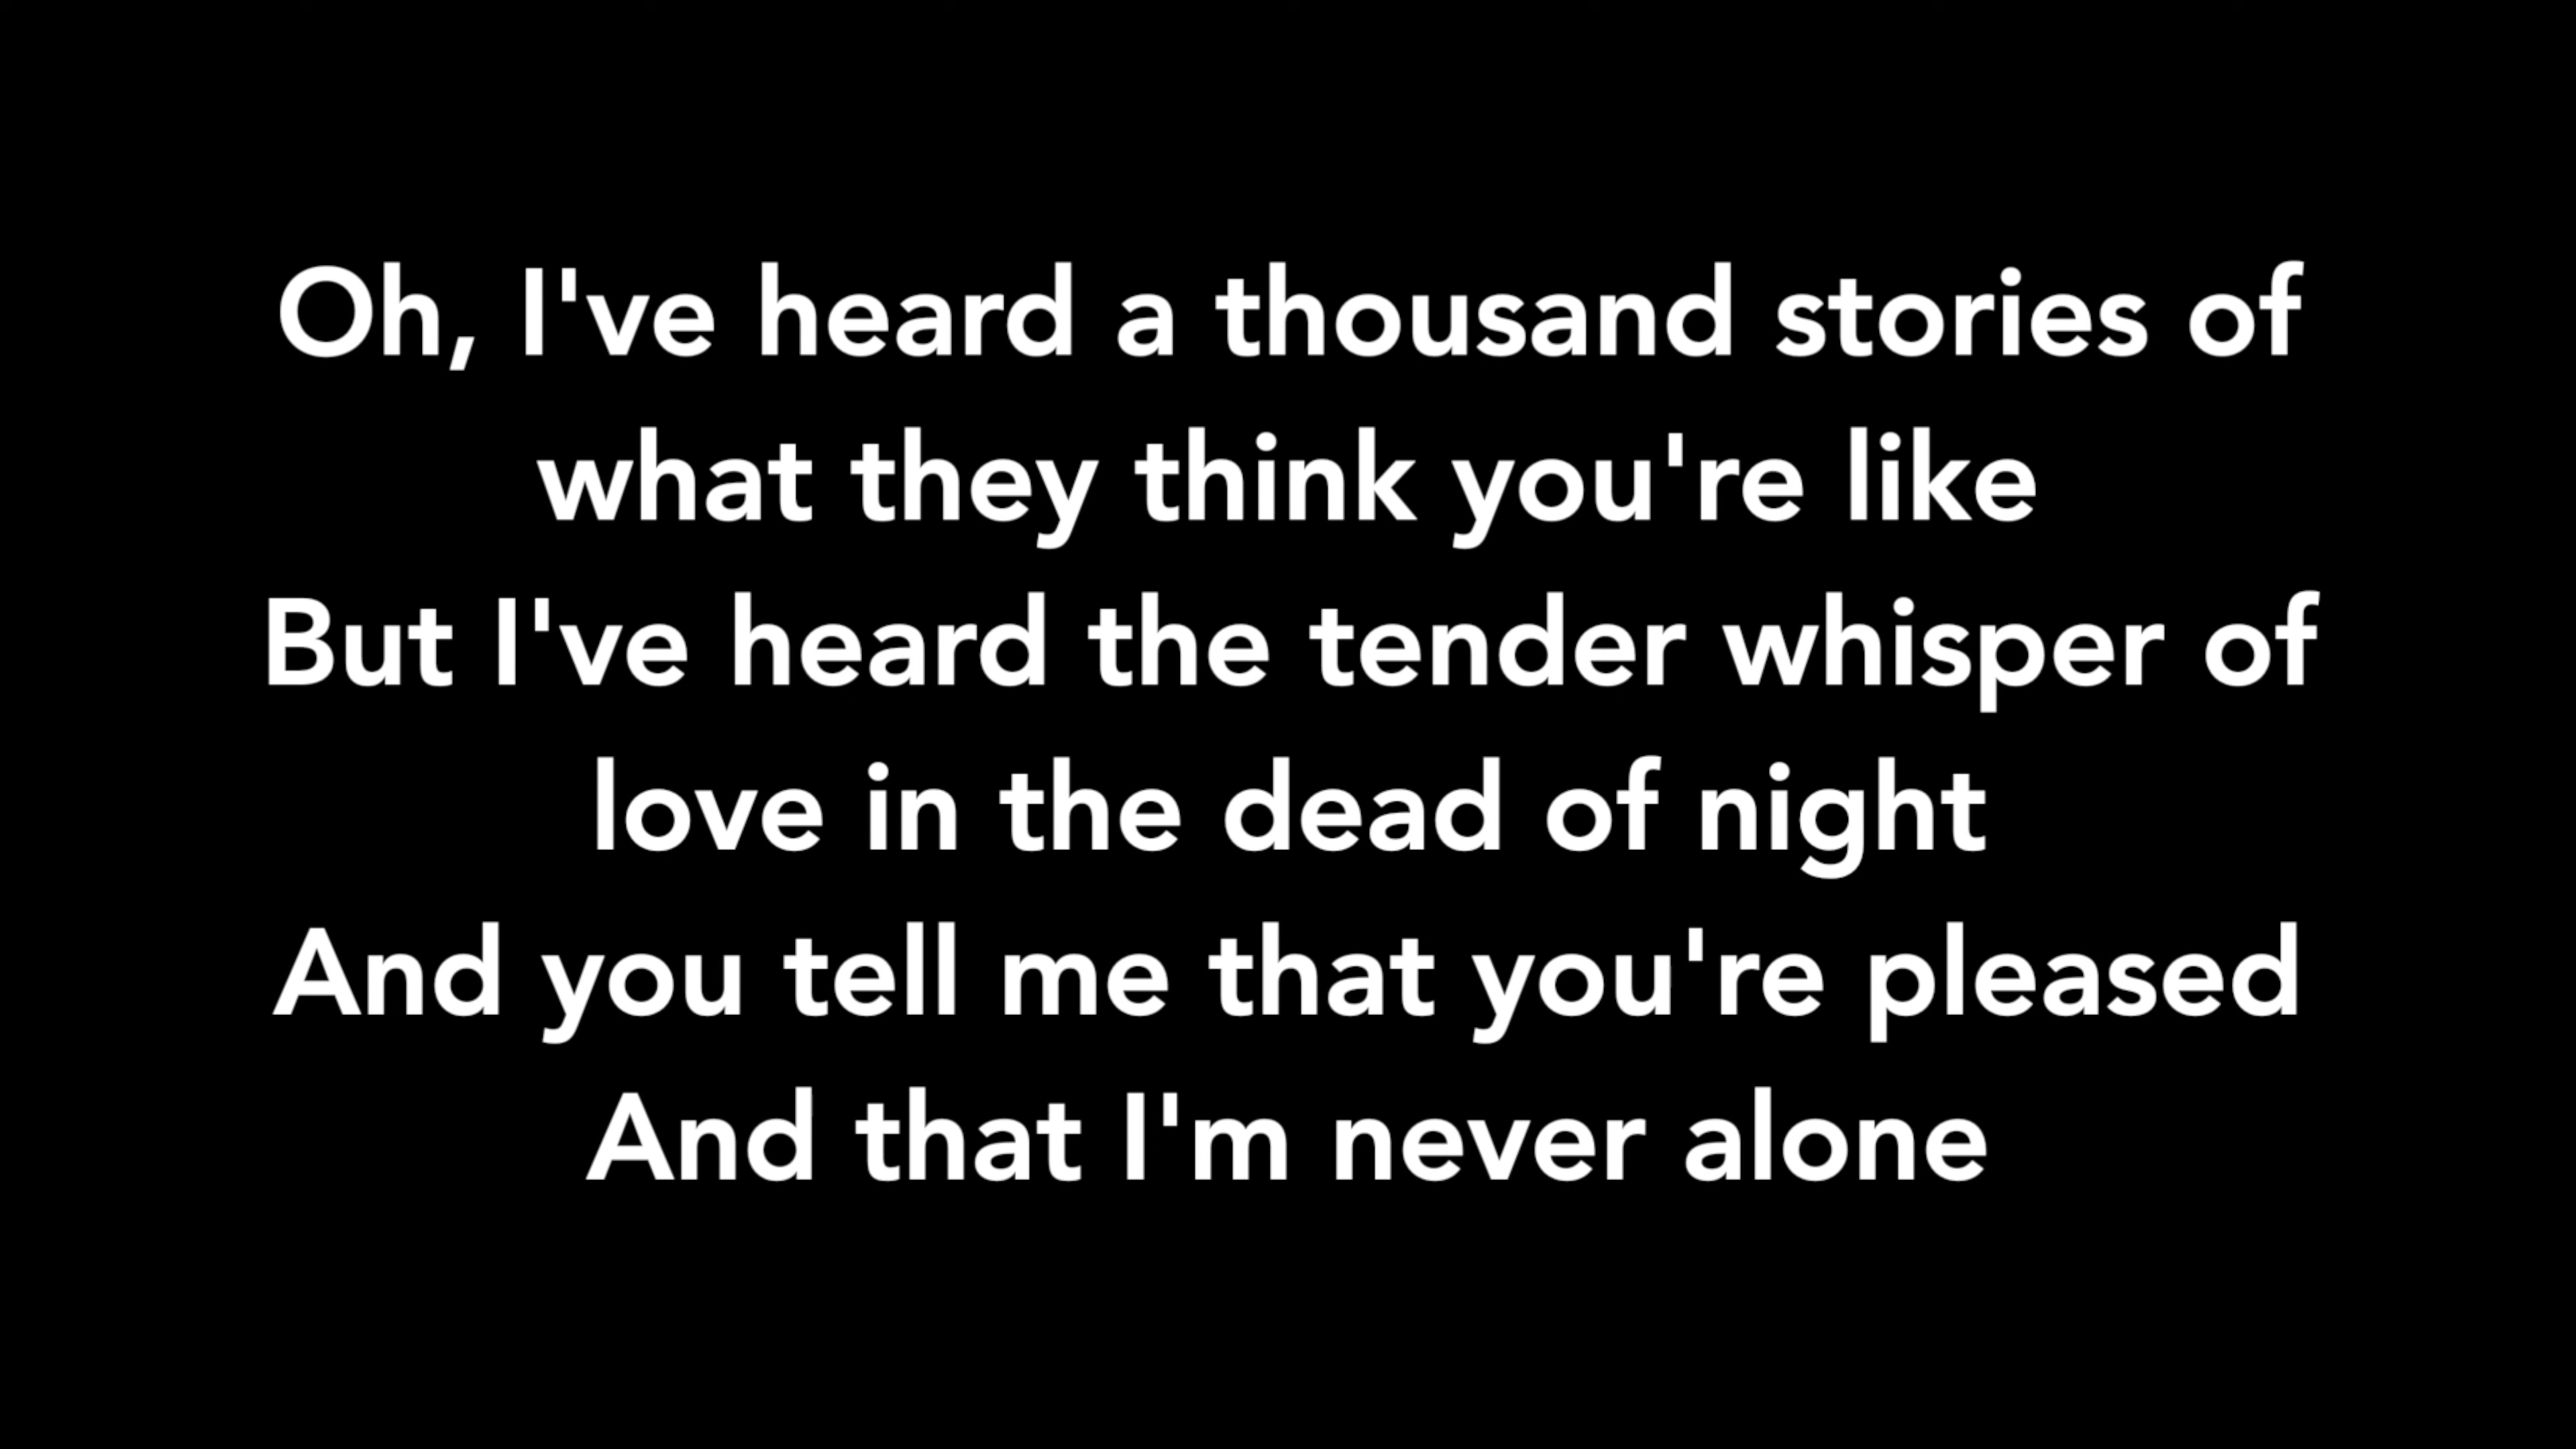 Oh, I've heard a thousand stories of
what they think you're like
But I've heard the tender whisper of
love in the dead of night
And you tell me that you're pleased
And that I'm never alone